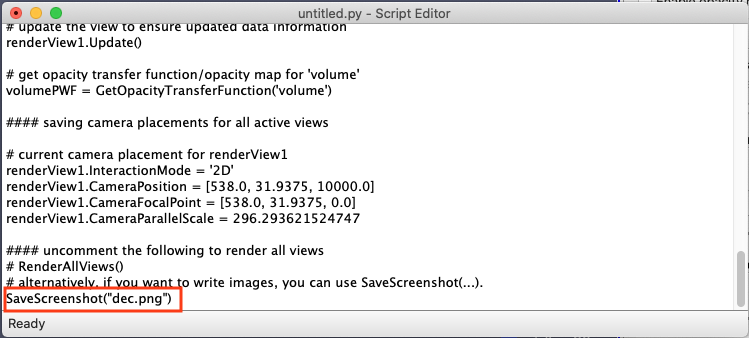 untitled.py - Script Editor
# update the view to ensure updated data information
renderView1.Update()
# get opacity transfer function/opacity map for 'volume'
volumePWF = GetOpacityTransferFunction('volume')
#### saving camera placements for all active views
# current camera placement for renderView1
renderView1.InteractionMode = '2D'
renderView1.CameraPosition = [538.0, 31.9375, 10000.0]
renderView1.CameraFocalPoint = [538.0, 31.9375, 0.0]
renderView1.CameraParallelScale = 296.293621524747
#### uncomment the following to render all views
# RenderAllViews()
# alternatively, if you want to write images, you can use SaveScreenshot(...).
SaveScreenshot("dec.png")
Ready